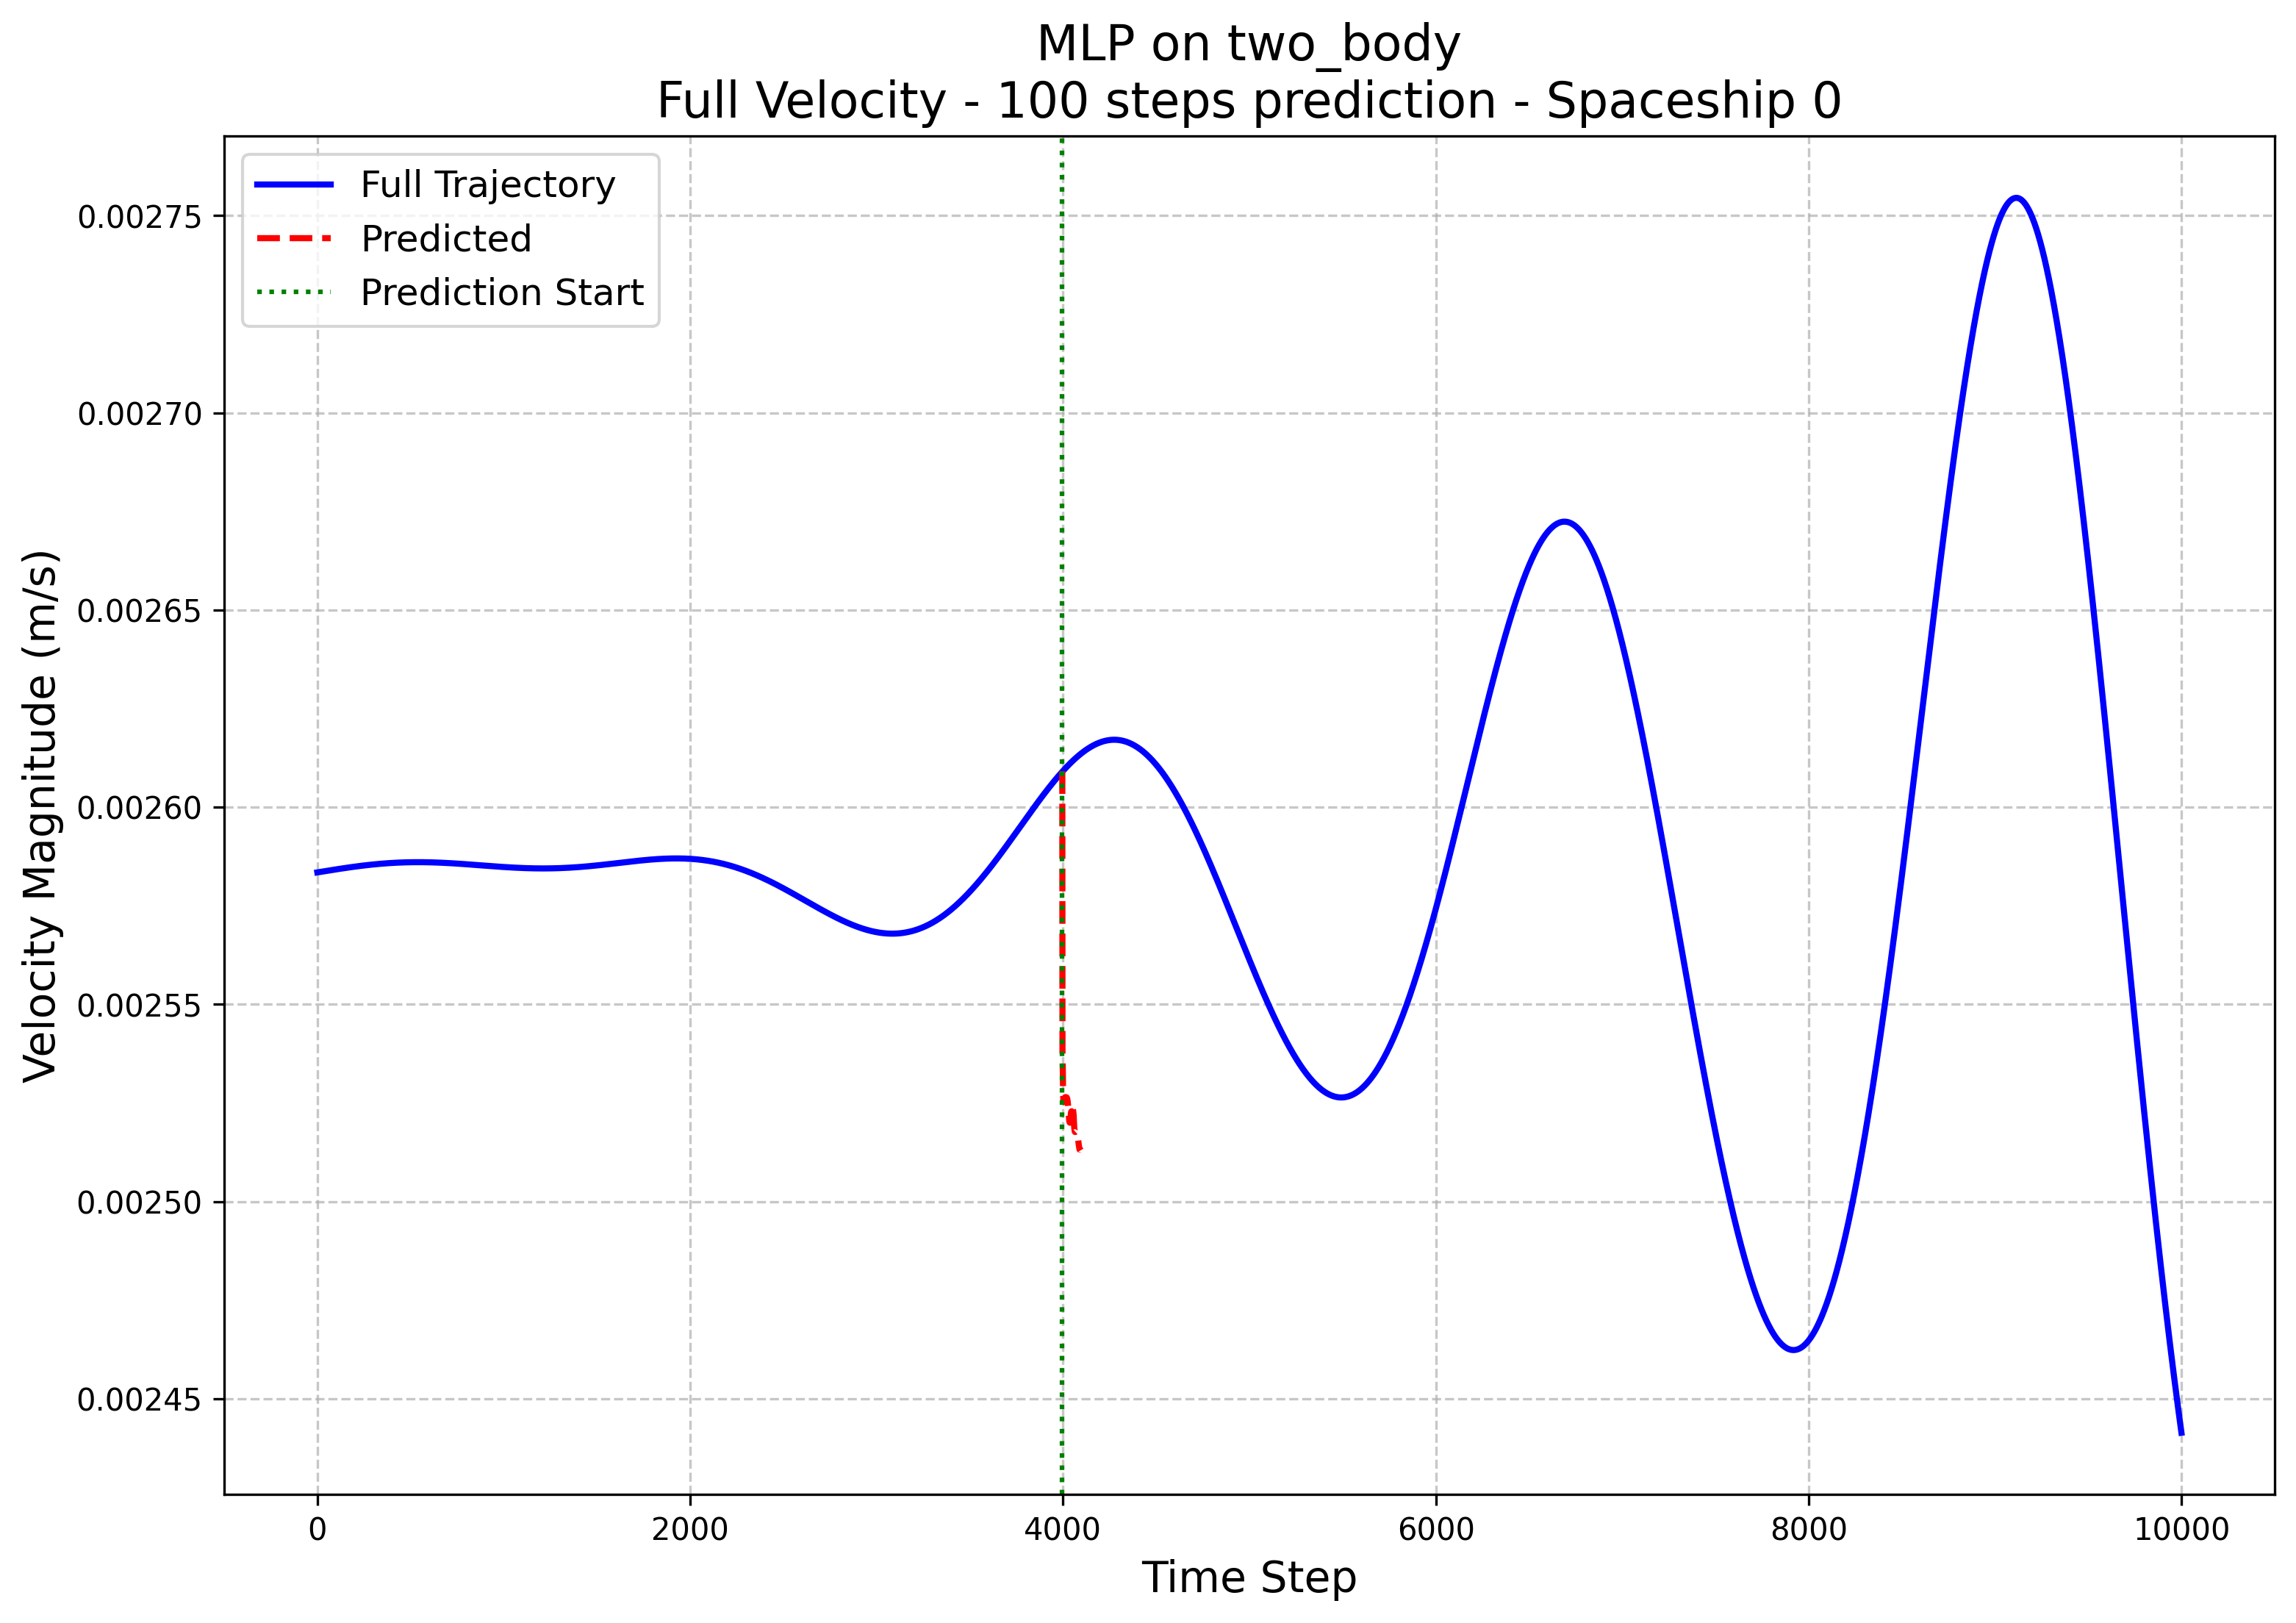 MLP on two_body
Full Velocity - 100 steps prediction - Spaceship 0
Full Trajectory
Predicted
Prediction Start
0.00275
0.00270
0.00265
0.00260
0.00255
0.00250
0.00245
Velocity Magnitude (m/s)
0 2000 4000 6000 8000 10000
Time Step